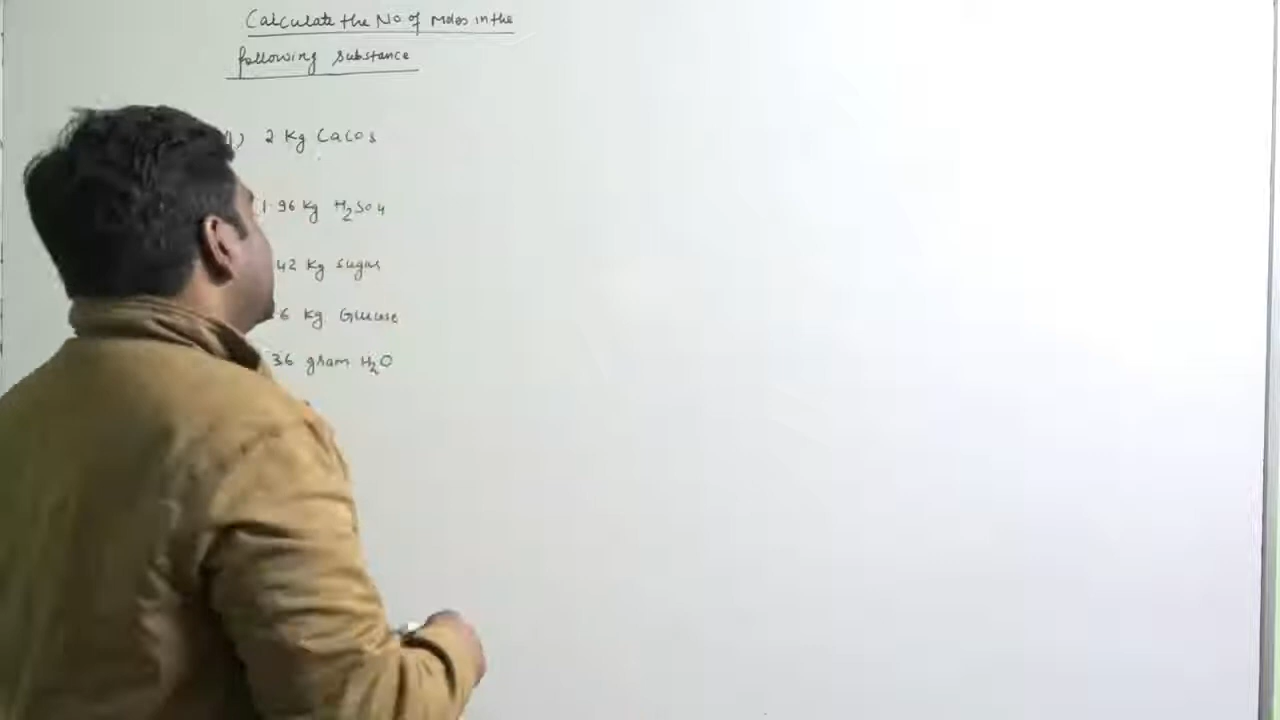 Calculate the No of Moles in the
following substance
1) 2 Kg CaCO3
1.96 Kg H2SO4
42 Kg sugar
6 Kg Glucose
36 gram H2O